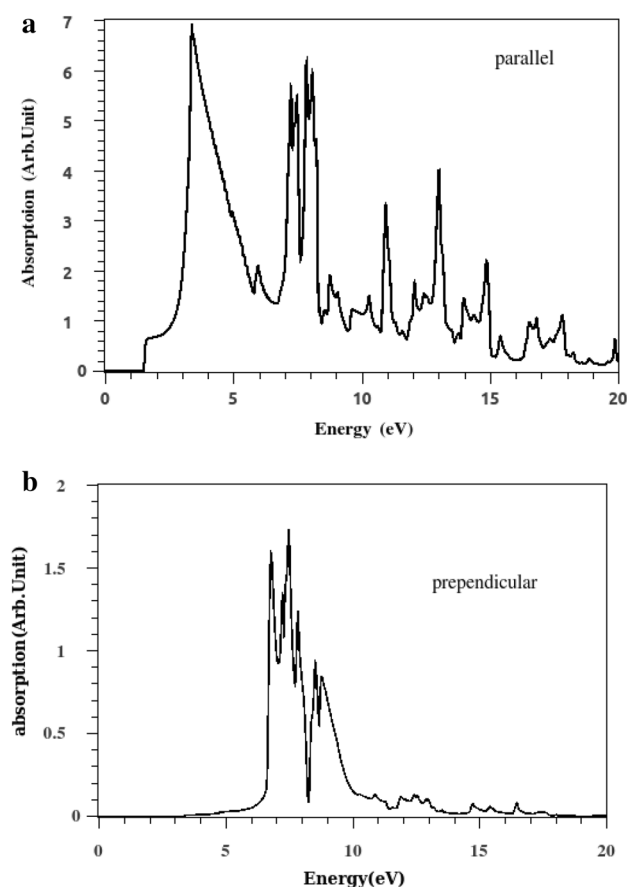 a
7
6
5
4
3
2
1
0
Absorptoion (Arb.Unit)
parallel
0 5 10 15 20
Energy (eV)
b
2
1.5
1
0.5
0
absorption(Arb.Unit)
prependicular
0 5 10 15 20
Energy(eV)